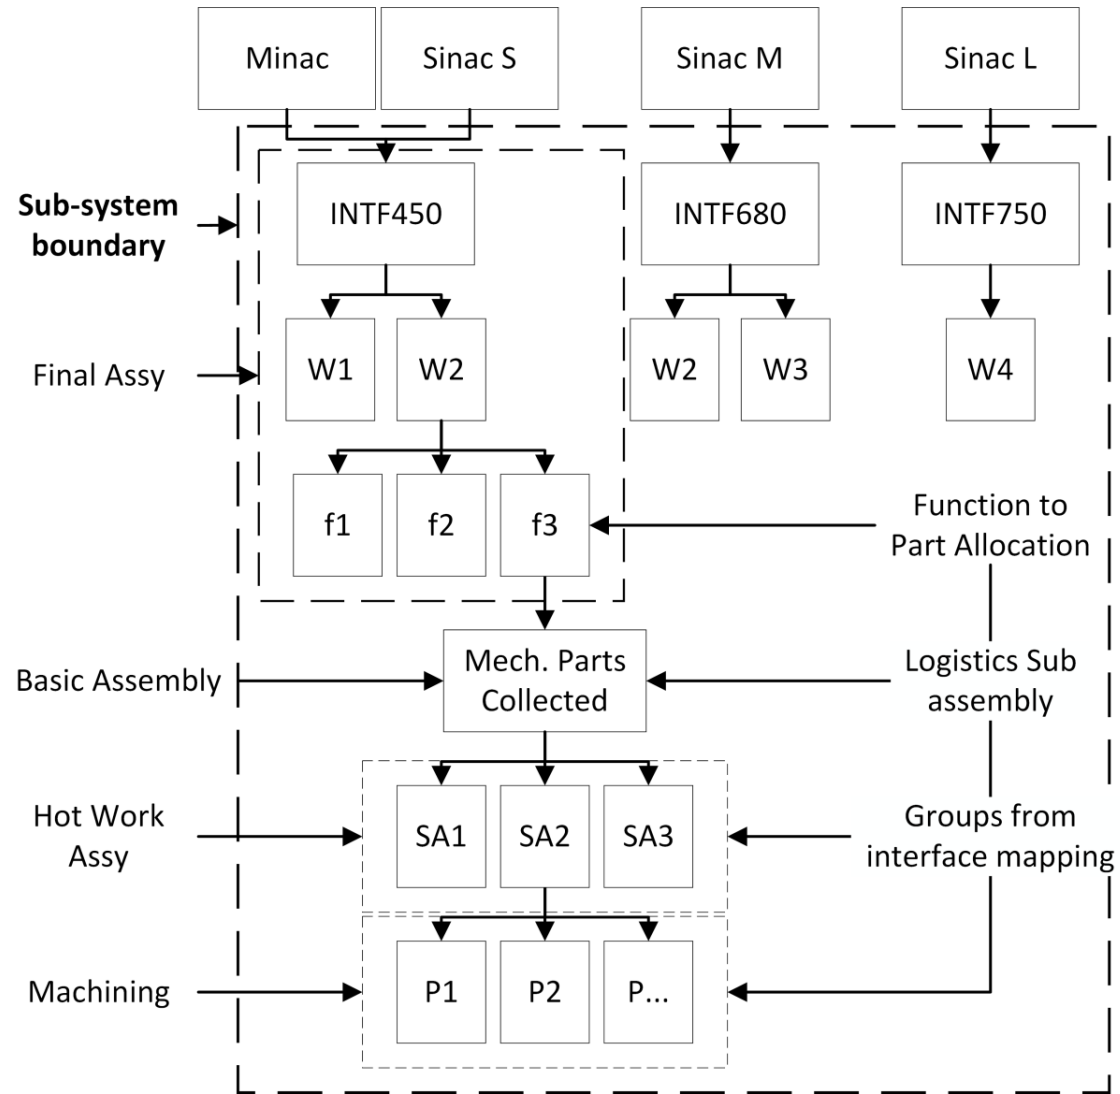 Minac
Sinac S
Sinac M
Sinac L
Sub-system
boundary
INTF450
INTF680
INTF750
Final Assy
W1
W2
W2
W3
W4
f1
f2
f3
Function to
Part Allocation
Basic Assembly
Mech. Parts
Collected
Logistics Sub
assembly
Hot Work
Assy
SA1
SA2
SA3
Groups from
interface mapping
Machining
P1
P2
P...